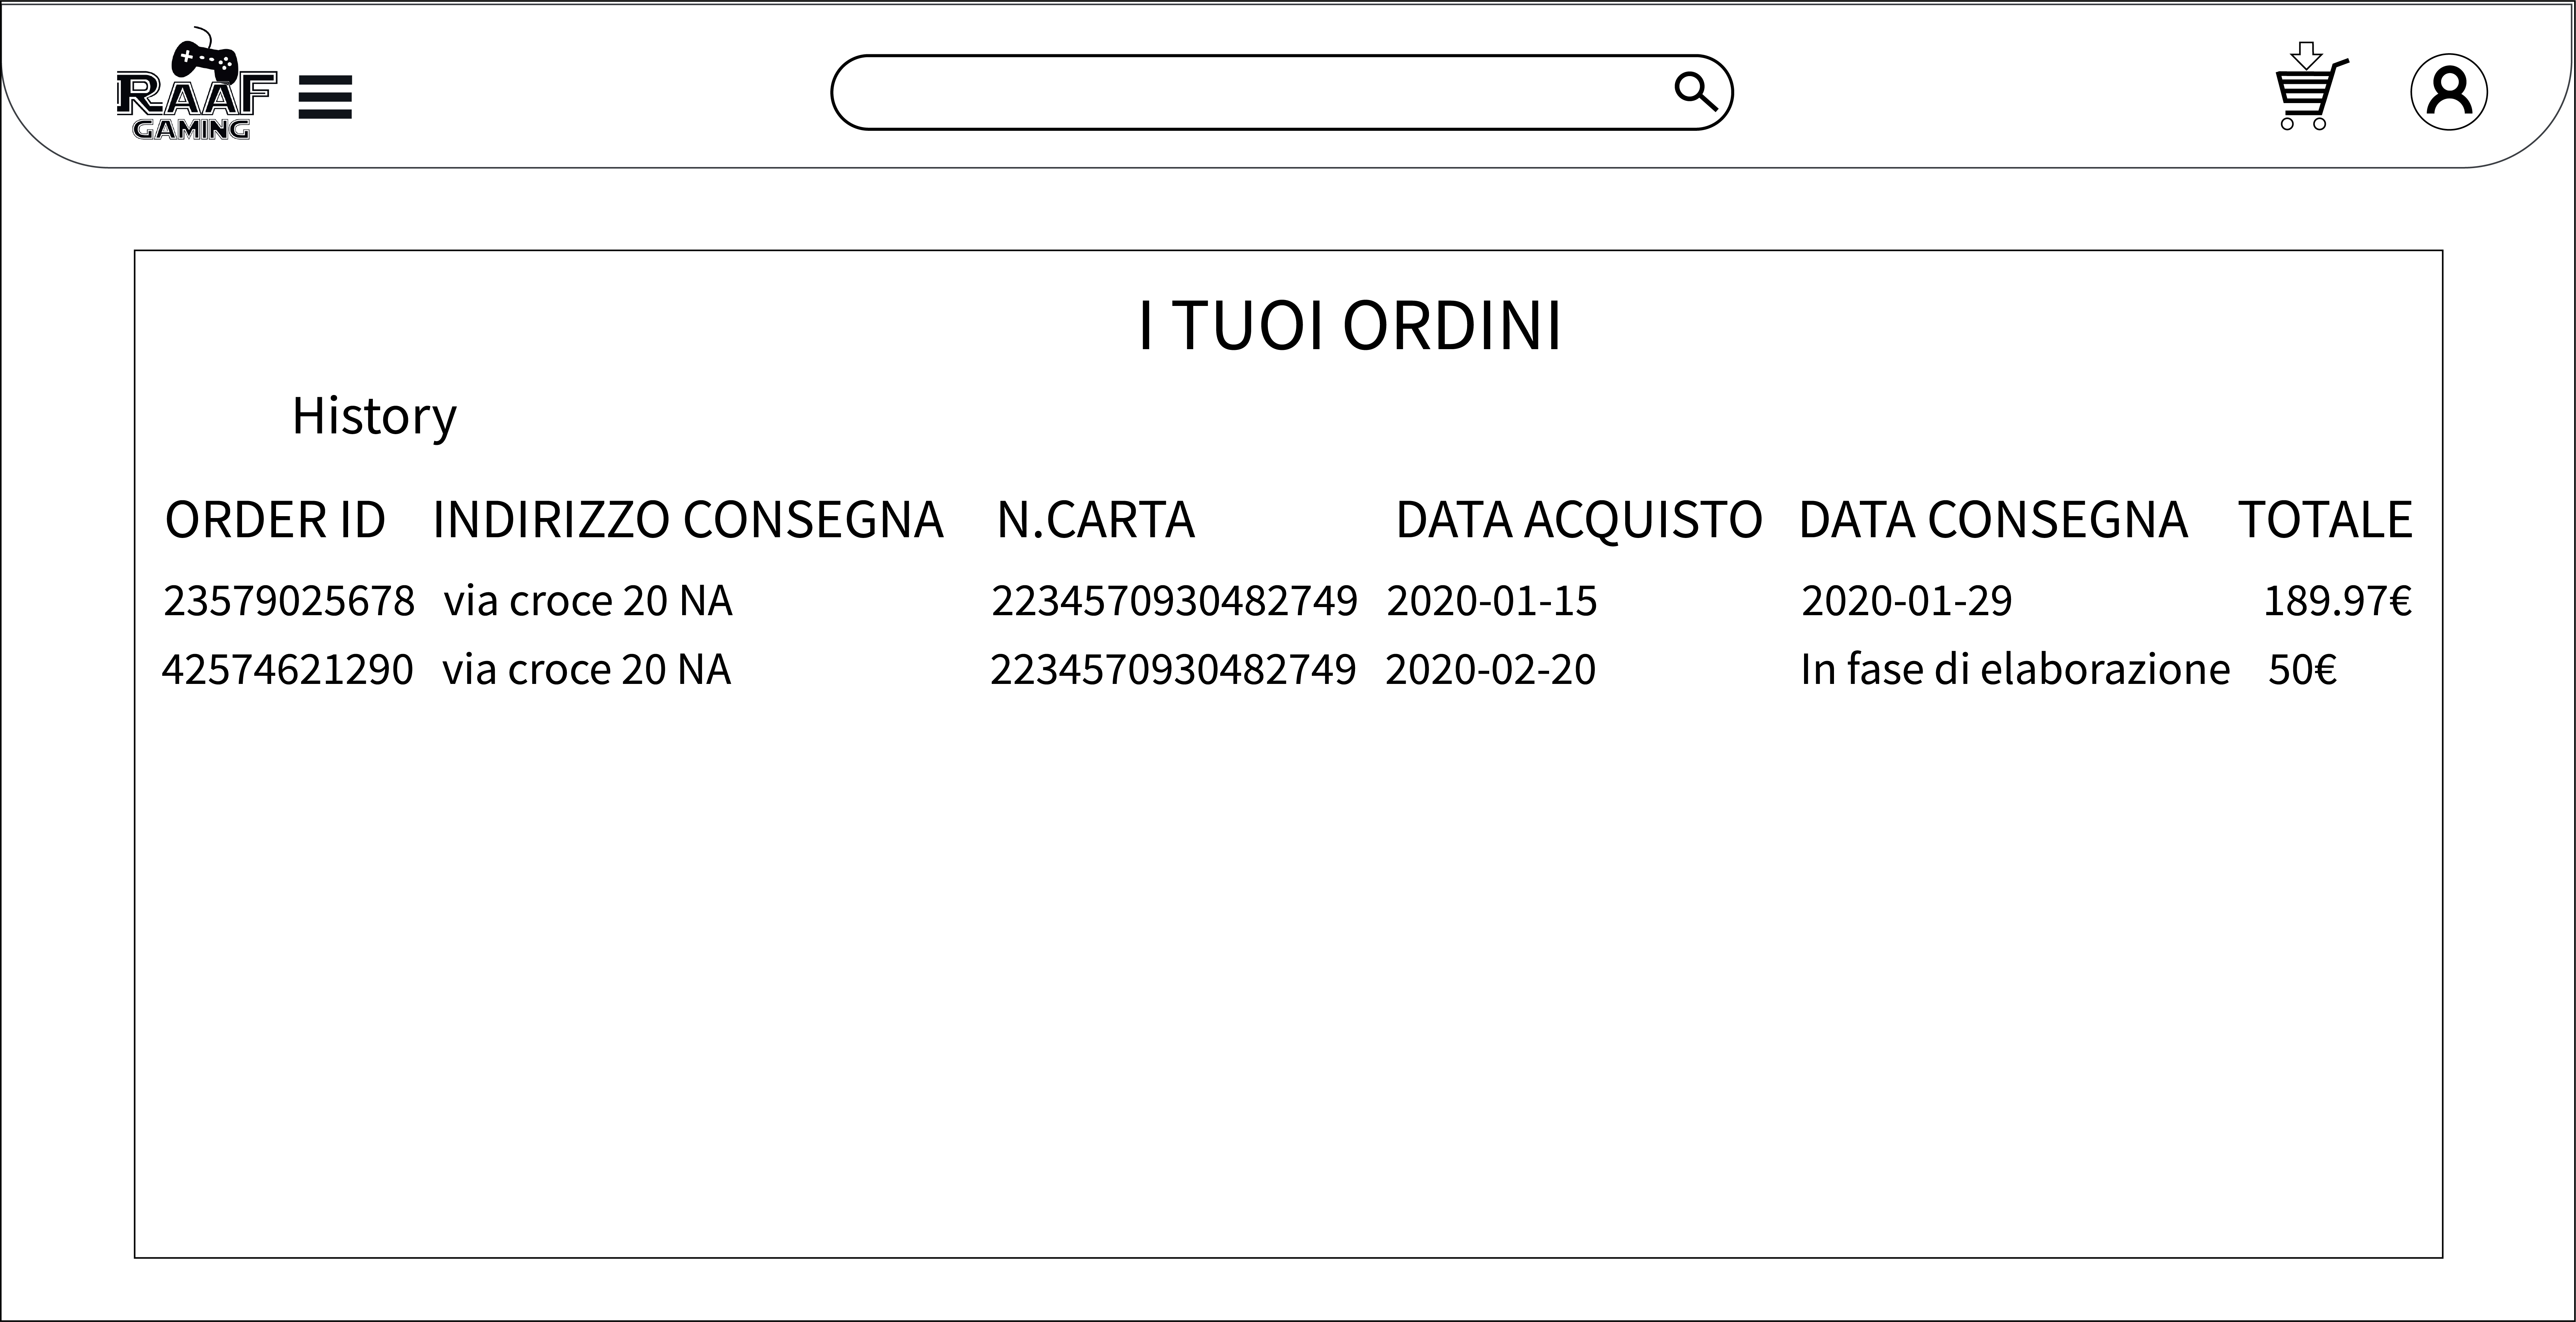 RAAF
GAMING
I TUOI ORDINI
History
ORDER ID INDIRIZZO CONSEGNA N.CARTA DATA ACQUISTO DATA CONSEGNA TOTALE
23579025678 via croce 20 NA 2234570930482749 2020-01-15 2020-01-29 189.97€
42574621290 via croce 20 NA 2234570930482749 2020-02-20 In fase di elaborazione 50€